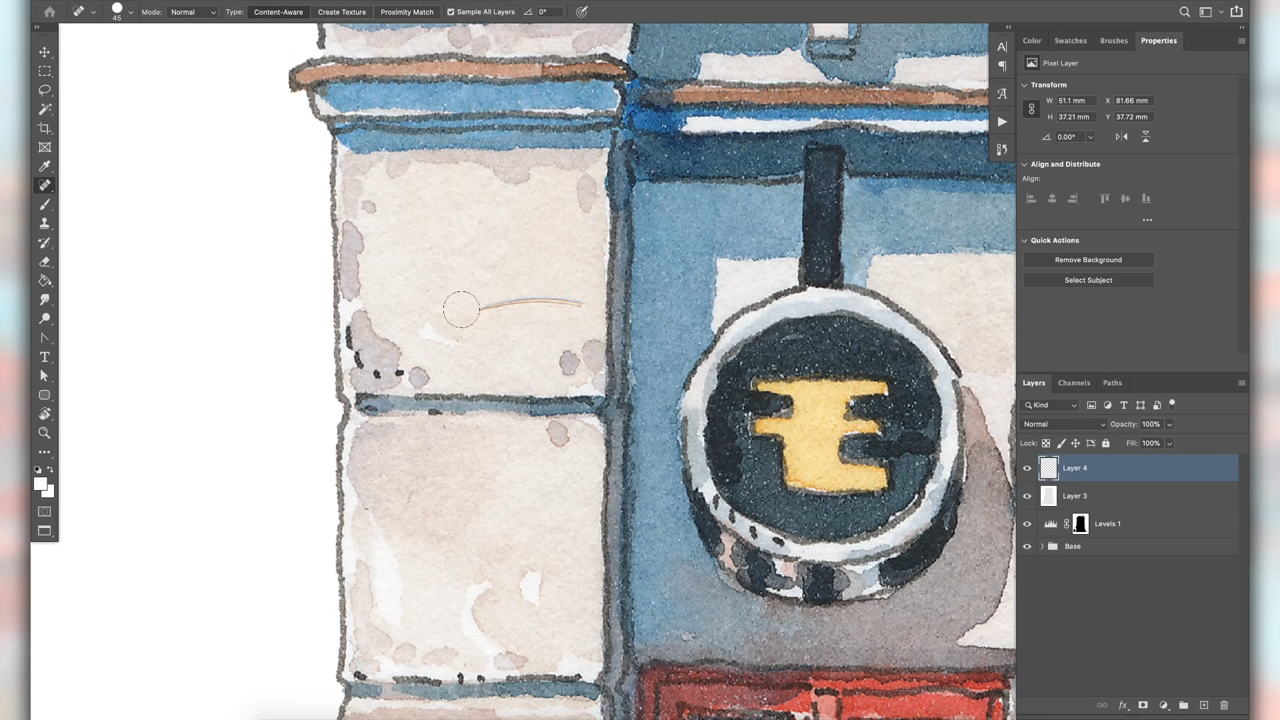 45 Mode: Normal Type: Content-Aware Create Texture Proximity Match Sample All Layers 0°
Color Swatches Brushes Properties
Pixel Layer
Transform
W 51.1 mm X 81.66 mm
H 37.21 mm Y 37.72 mm
0.00°
Align and Distribute
Align:
Quick Actions
Remove Background
Select Subject
Layers Channels Paths
Kind
Normal Opacity: 100%
Lock: Fill: 100%
Layer 4
Layer 3
Levels 1
Base